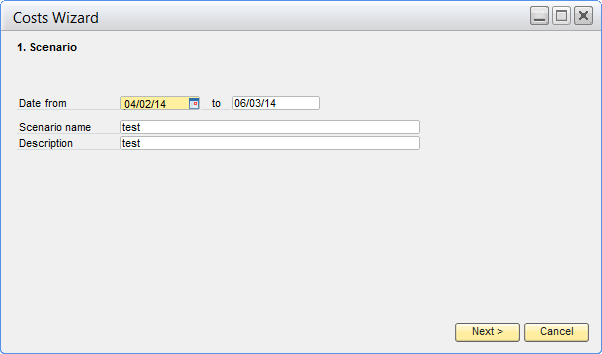 Costs Wizard
1. Scenario
Date from 04/02/14 to 06/03/14
Scenario name test
Description test
Next > Cancel